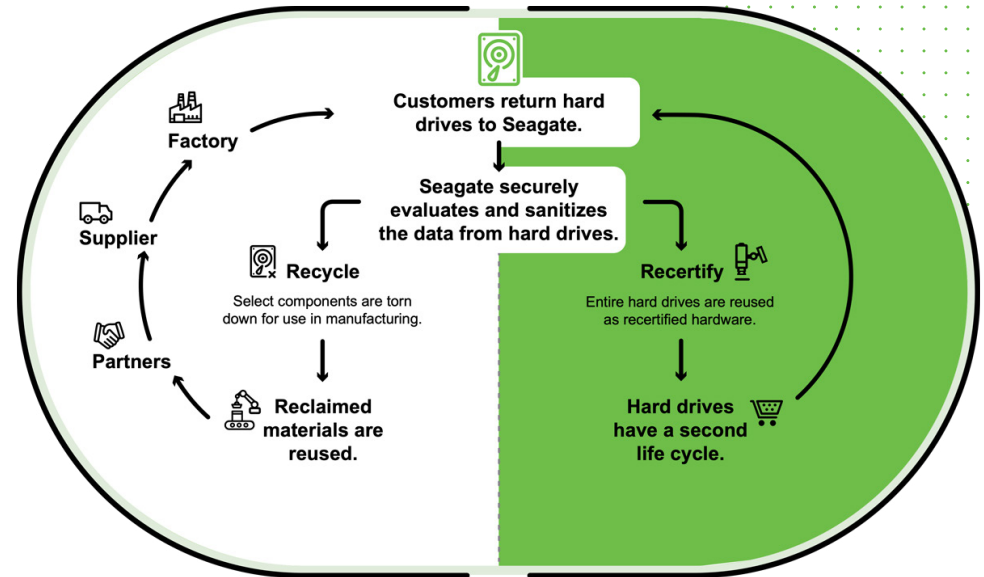 Customers return hard
drives to Seagate.
Factory
Seagate securely
evaluates and sanitizes
the data from hard drives.
Supplier
Recycle
Select components are torn
down for use in manufacturing.
Recertify
Entire hard drives are reused
as recertified hardware.
Partners
Reclaimed
materials are
reused.
Hard drives
have a second
life cycle.